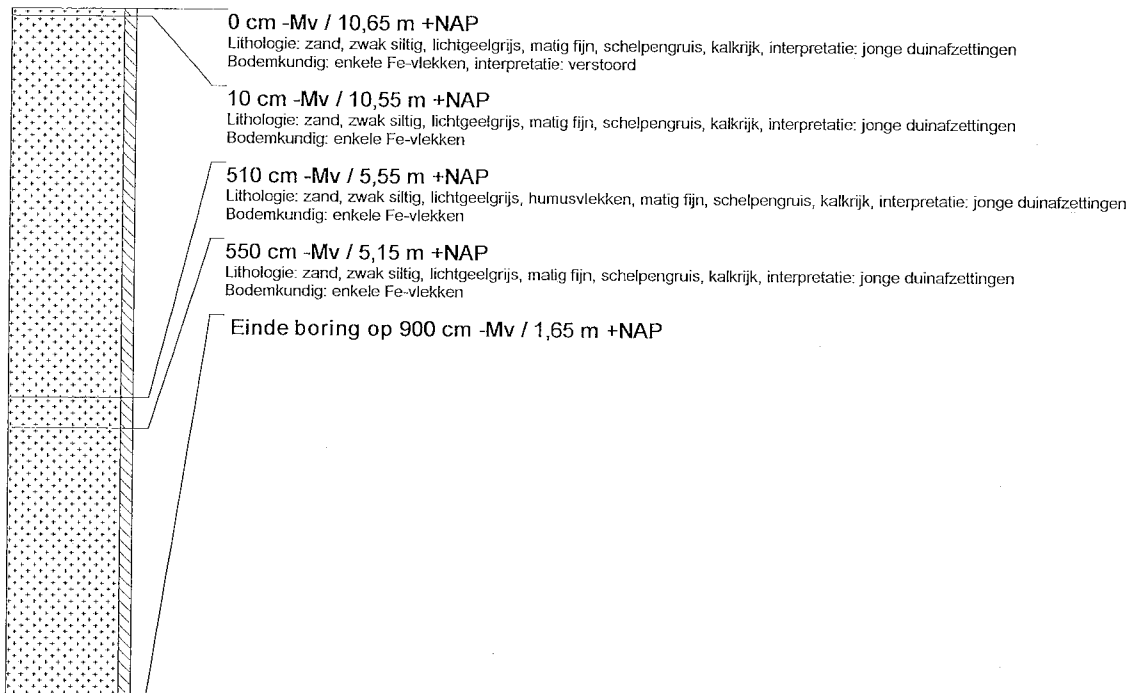 0 cm -Mv / 10,65 m +NAP
Lithologie: zand, zwak siltig, lichtgeelgrijs, matig fijn, schelpengruis, kalkrijk, interpretatie: jonge duinafzettingen
Bodemkundig: enkele Fe-vlekken, interpretatie: verstoord
10 cm -Mv / 10,55 m +NAP
Lithologie: zand, zwak siltig, lichtgeelgrijs, matig fijn, schelpengruis, kalkrijk, interpretatie: jonge duinafzettingen
Bodemkundig: enkele Fe-vlekken
510 cm -Mv / 5,55 m +NAP
Lithologie: zand, zwak siltig, lichtgeelgrijs, humusvlekken, matig fijn, schelpengruis, kalkrijk, interpretatie: jonge duinafzettingen
Bodemkundig: enkele Fe-vlekken
550 cm -Mv / 5,15 m +NAP
Lithologie: zand, zwak siltig, lichtgeelgrijs, matig fijn, schelpengruis, kalkrijk, interpretatie: jonge duinafzettingen
Bodemkundig: enkele Fe-vlekken
Einde boring op 900 cm -Mv / 1,65 m +NAP